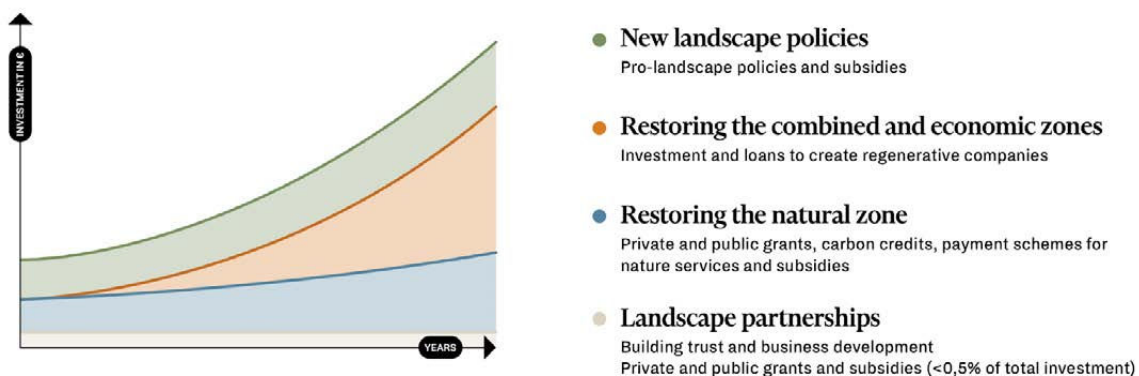 INVESTMENT IN €
YEARS
New landscape policies
Pro-landscape policies and subsidies
Restoring the combined and economic zones
Investment and loans to create regenerative companies
Restoring the natural zone
Private and public grants, carbon credits, payment schemes for
nature services and subsidies
Landscape partnerships
Building trust and business development
Private and public grants and subsidies (<0,5% of total investment)